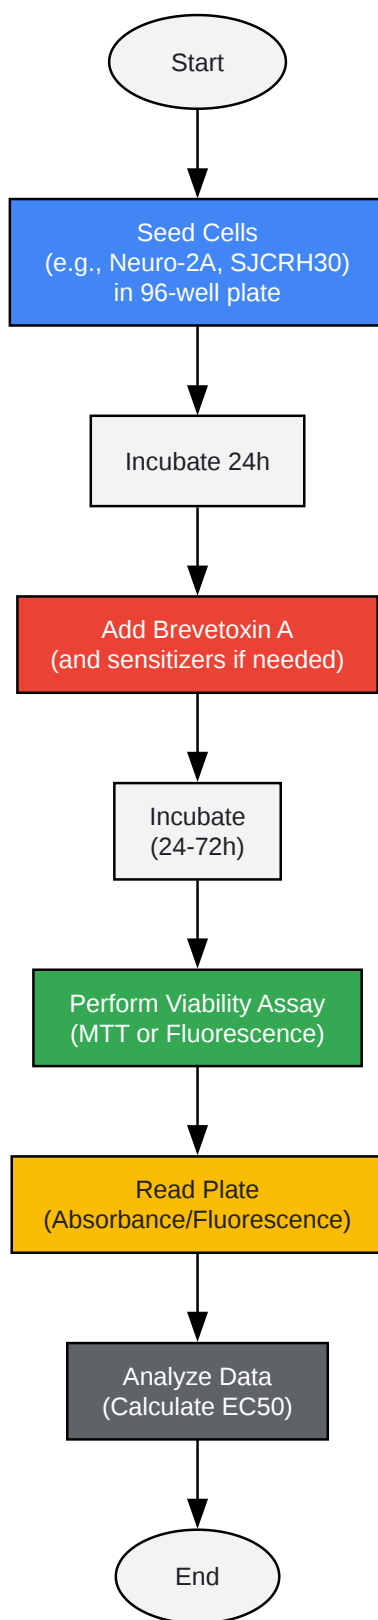 Start
Seed Cells
(e.g., Neuro-2A, SJCRH30)
in 96-well plate
Incubate 24h
Add Brevetoxin A
(and sensitizers if needed)
Incubate
(24-72h)
Perform Viability Assay
(MTT or Fluorescence)
Read Plate
(Absorbance/Fluorescence)
Analyze Data
(Calculate EC50)
End